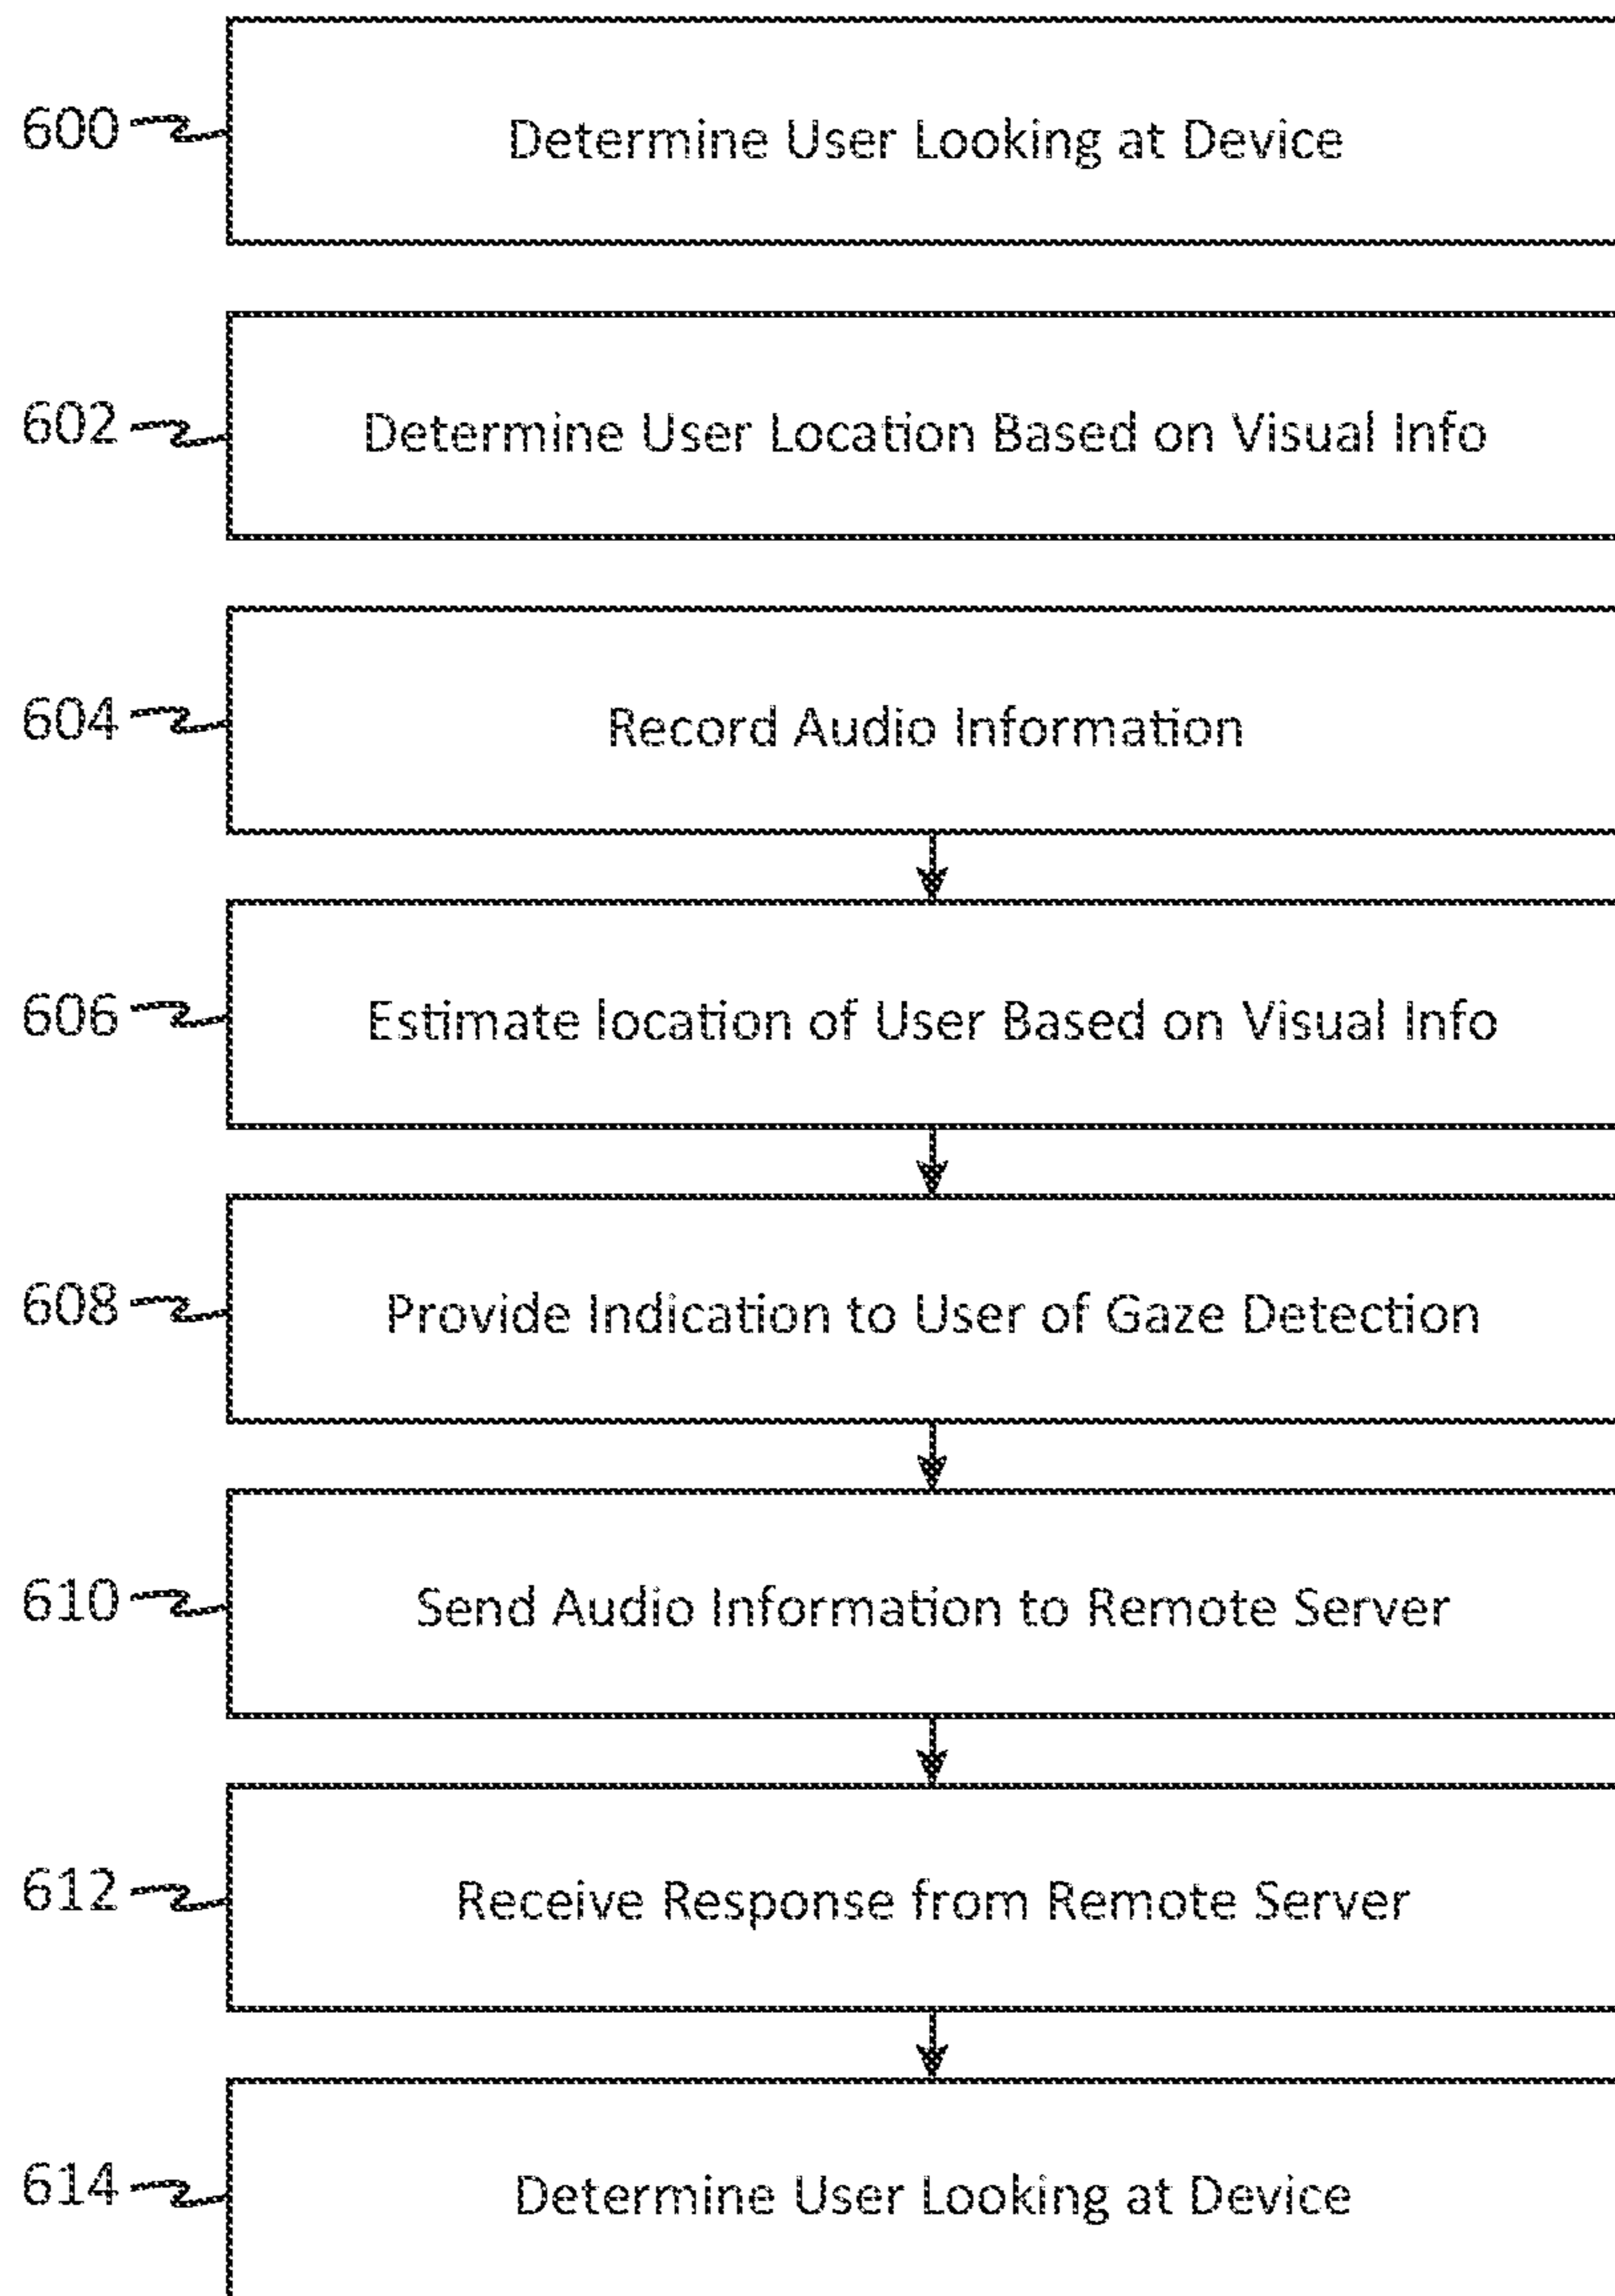 600 Determine User Looking at Device
602 Determine User Location Based on Visual Info
604 Record Audio Information
606 Estimate location of User Based on Visual Info
608 Provide Indication to User of Gaze Detection
610 Send Audio Information to Remote Server
612 Receive Response from Remote Server
614 Determine User Looking at Device